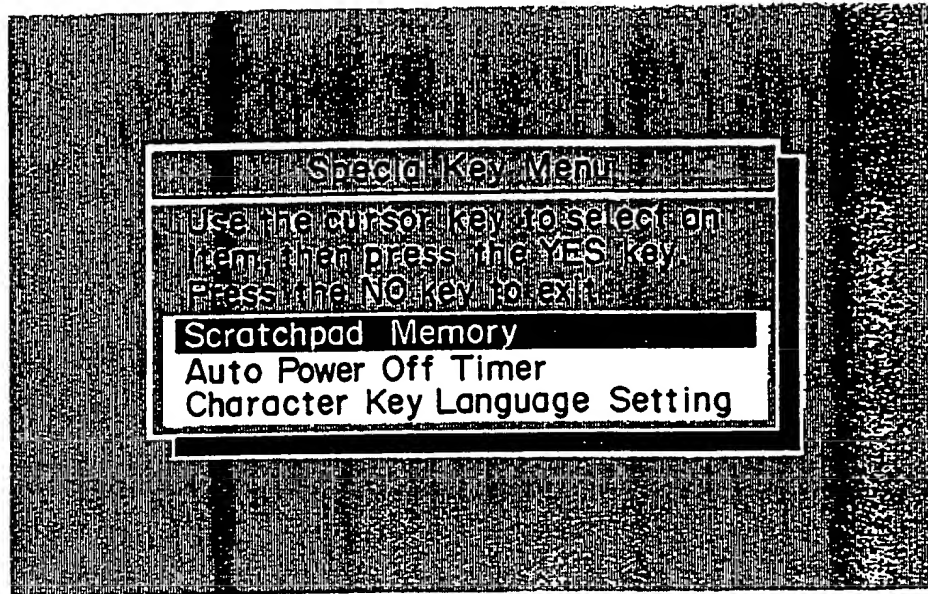 Special Key Menu
Use the cursor key to select an
item, then press the YES key.
Press the NO key to exit.
Scratchpad Memory
Auto Power Off Timer
Character Key Language Setting